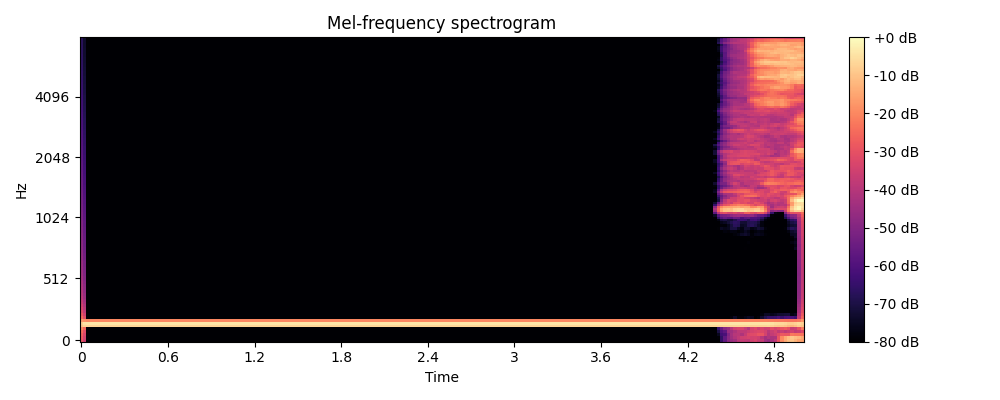 Mel-frequency spectrogram
+0 dB
-10 dB
-20 dB
-30 dB
-40 dB
-50 dB
-60 dB
-70 dB
-80 dB
Hz
4096
2048
1024
512
0
0 0.6 1.2 1.8 2.4 3 3.6 4.2 4.8
Time